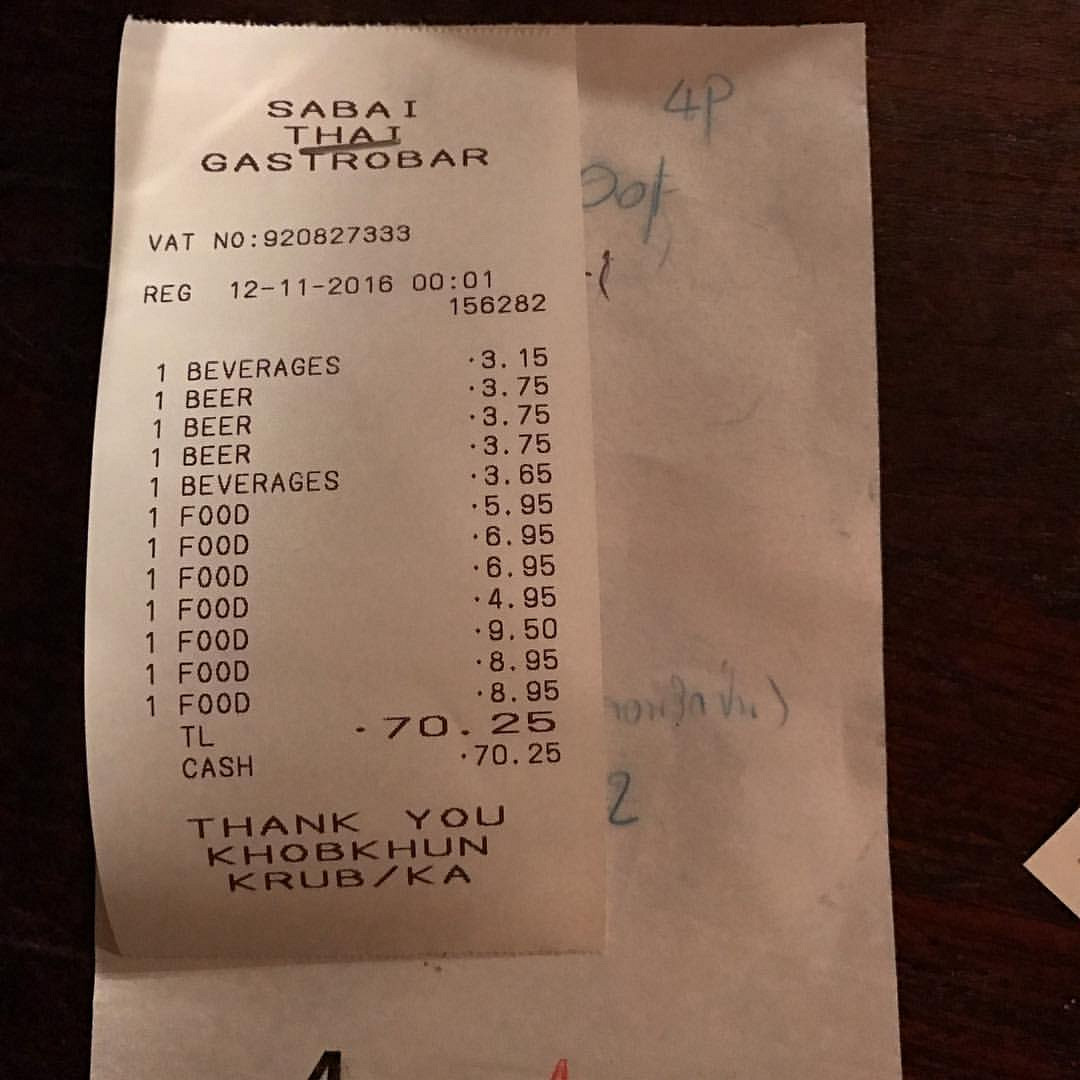 SABAI
THAI
GASTROBAR
VAT NO:920827333
REG 12-11-2016 00:01
156282
1 BEVERAGES ·3.15
1 BEER ·3.75
1 BEER ·3.75
1 BEER ·3.75
1 BEVERAGES ·3.65
1 FOOD ·5.95
1 FOOD ·6.95
1 FOOD ·6.95
1 FOOD ·4.95
1 FOOD ·9.50
1 FOOD ·8.95
1 FOOD ·8.95
TL ·70.25
CASH ·70.25
THANK YOU
KHOBKHUN
KRUB/KA
4P
2